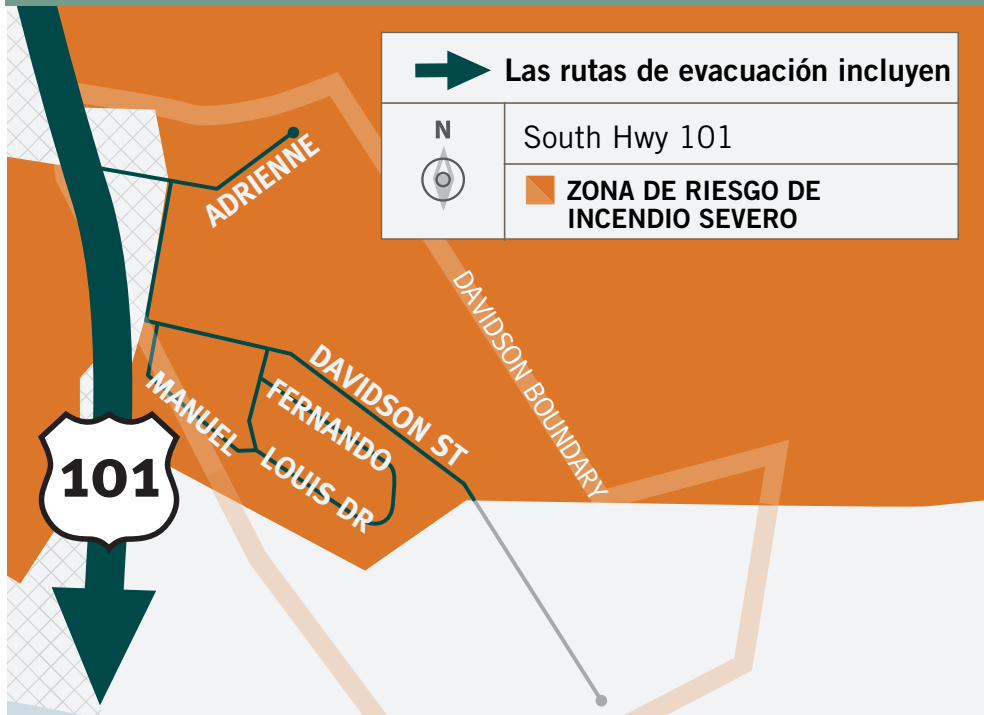 Las rutas de evacuación incluyen
N
South Hwy 101
ZONA DE RIESGO DE
INCENDIO SEVERO
ADRIENNE
DAVIDSON BOUNDARY
DAVIDSON ST
FERNANDO
MANUEL
LOUIS DR
101